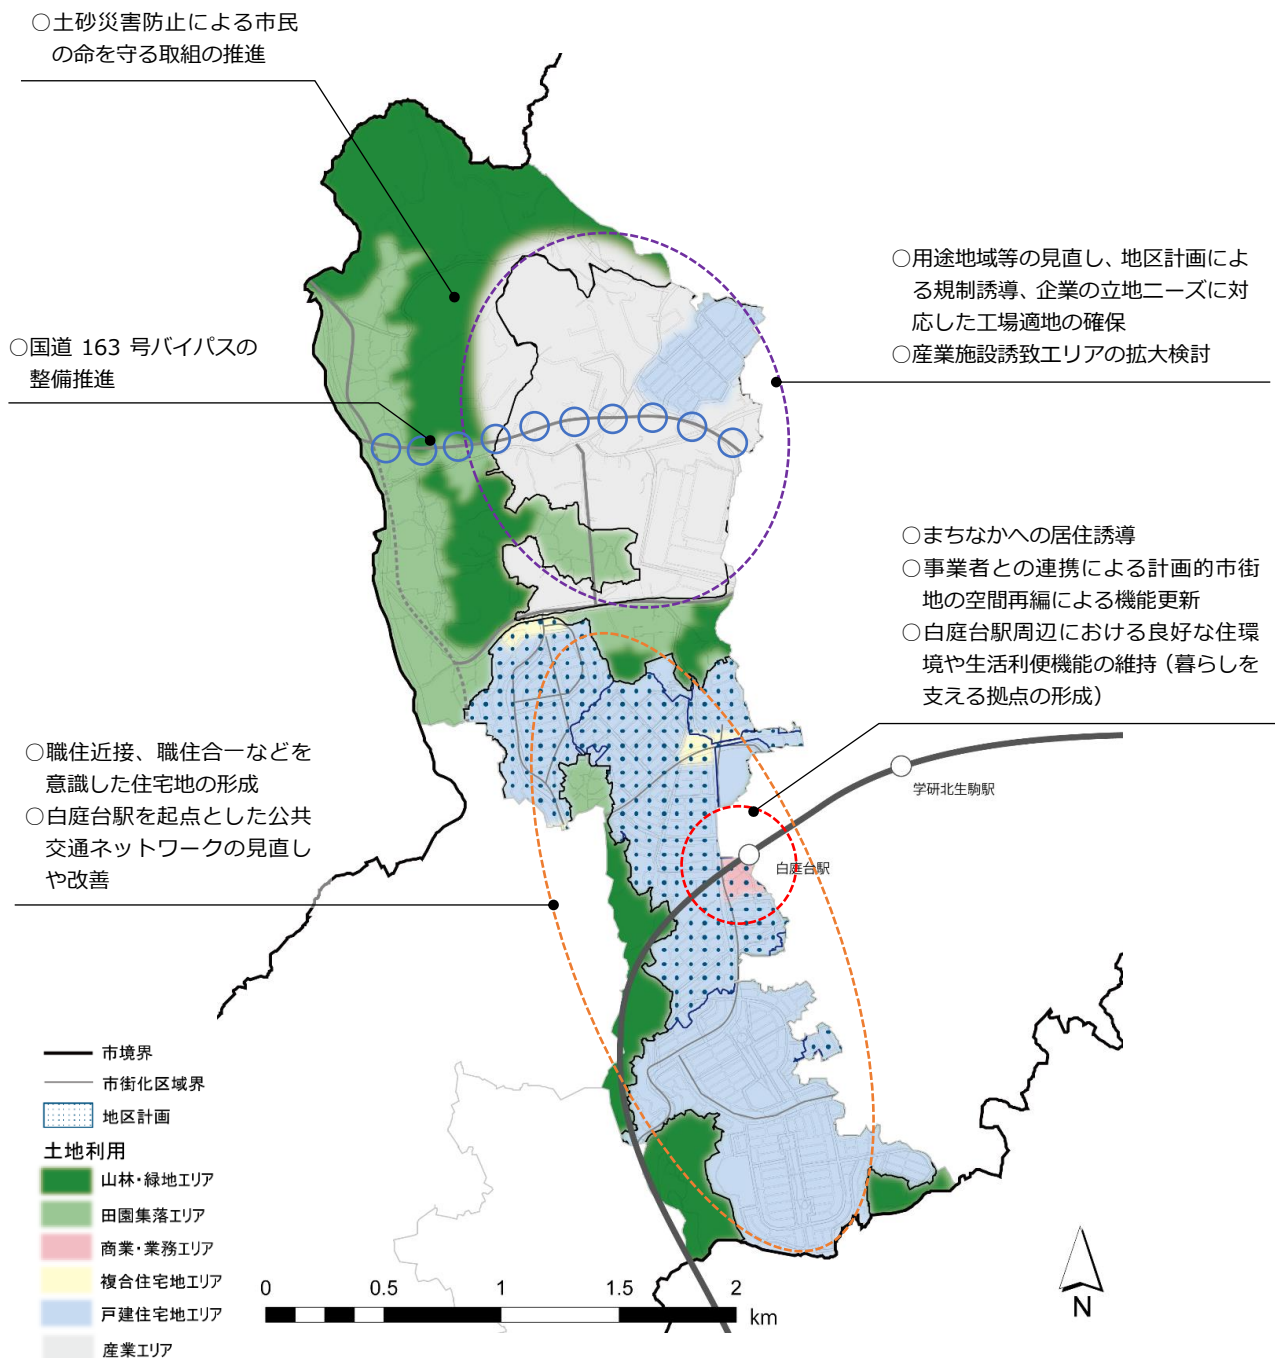 ○土砂災害防止による市民
の命を守る取組の推進
○用途地域等の見直し、地区計画によ
る規制誘導、企業の立地ニーズに対
応した工場適地の確保
○産業施設誘致エリアの拡大検討
○国道 163 号バイパスの
整備推進
○まちなかへの居住誘導
○事業者との連携による計画的市街
地の空間再編による機能更新
○白庭台駅周辺における良好な住環
境や生活利便機能の維持（暮らしを
支える拠点の形成）
○職住近接、職住合一などを
意識した住宅地の形成
○白庭台駅を起点とした公共
交通ネットワークの見直し
や改善
学研北生駒駅
白庭台駅
市境界
市街化区域界
地区計画
土地利用
山林・緑地エリア
田園集落エリア
商業・業務エリア
複合住宅地エリア
戸建住宅地エリア
産業エリア
0 0.5 1 1.5 2
km
N